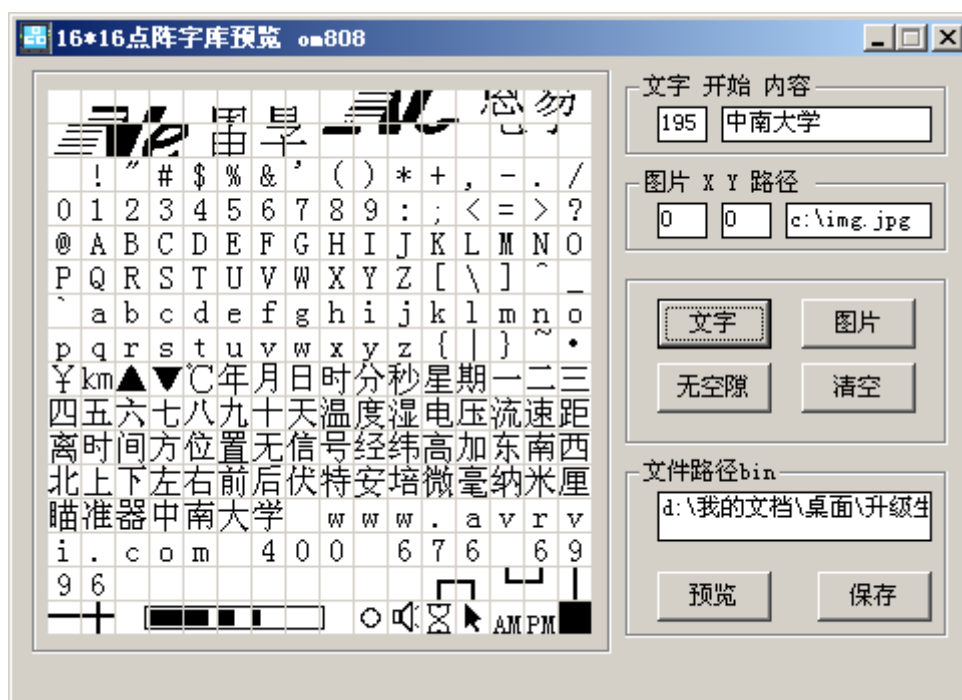 16*16点阵字库预览 om808
! " # $ % & ' ( ) * + , - . /
0 1 2 3 4 5 6 7 8 9 : ; < = > ?
@ A B C D E F G H I J K L M N O
P Q R S T U V W X Y Z [ \ ] ^ _
` a b c d e f g h i j k l m n o
p q r s t u v w x y z { | } ~ •
¥ km ▲ ▼ ℃ 年 月 日 时 分 秒 星 期 一 二 三
四 五 六 七 八 九 十 天 温 度 湿 电 压 流 速 距
离 时 间 方 位 置 无 信 号 经 纬 高 加 东 南 西
北 上 下 左 右 前 后 伏 特 安 培 微 毫 纳 米 厘
瞄 准 器 中 南 大 学 w w w . a v r v
i . c o m 4 0 0 6 7 6 6 9
9 6
AM PM
文字 开始 内容
195 中南大学
图片 X Y 路径
0 0 c:\img.jpg
文字 图片
无空隙 清空
文件路径bin
d:\我的文档\桌面\升级生
预览 保存